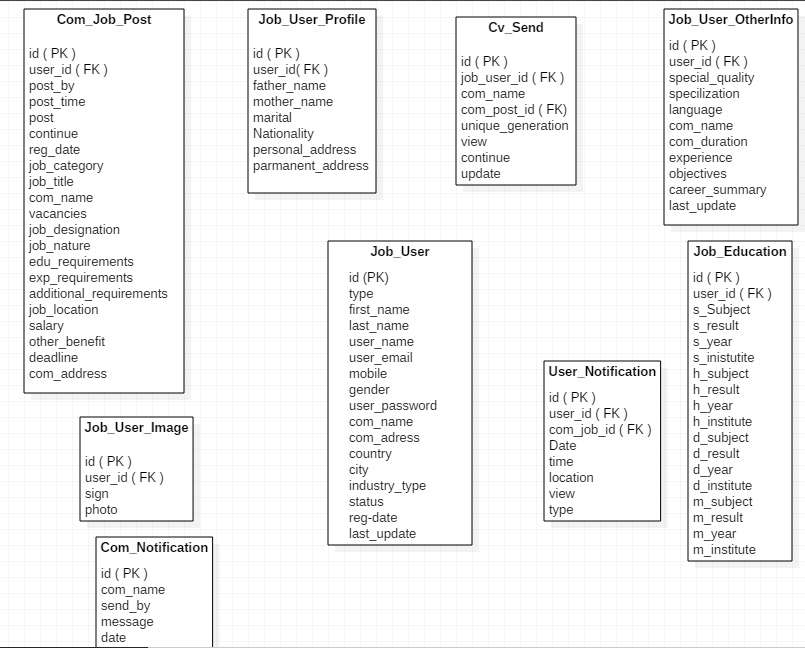 Com_Job_Post
id ( PK )
user_id ( FK )
post_by
post_time
post
continue
reg_date
job_category
job_title
com_name
vacancies
job_designation
job_nature
edu_requirements
exp_requirements
additional_requirements
job_location
salary
other_benefit
deadline
com_address
Job_User_Profile
id ( PK )
user_id( FK )
father_name
mother_name
marital
Nationality
personal_address
parmanent_address
Cv_Send
id ( PK )
job_user_id ( FK )
com_name
com_post_id ( FK)
unique_generation
view
continue
update
Job_User_OtherInfo
id ( PK )
user_id ( FK )
special_quality
specilization
language
com_name
com_duration
experience
objectives
career_summary
last_update
Job_User
id (PK)
type
first_name
last_name
user_name
user_email
mobile
gender
user_password
com_name
com_adress
country
city
industry_type
status
reg-date
last_update
Job_Education
id ( PK )
user_id ( FK )
s_Subject
s_result
s_year
s_inistutite
h_subject
h_result
h_year
h_institute
d_subject
d_result
d_year
d_institute
m_subject
m_result
m_year
m_institute
User_Notification
id ( PK )
user_id ( FK )
com_job_id ( FK )
Date
time
location
view
type
Job_User_Image
id ( PK )
user_id ( FK )
sign
photo
Com_Notification
id ( PK )
com_name
send_by
message
date